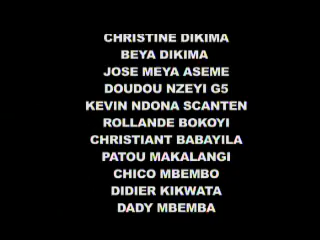 CHRISTINE DIKIMA
BEYA DIKIMA
JOSE MEYA ASEME
DOUDOU NZEYI G5
KEVIN NDONA SCANTEN
ROLLANDE BOKOYI
CHRISTIANT BABAYILA
PATOU MAKALANGI
CHICO MBEMBO
DIDIER KIKWATA
DADY MBEMBA